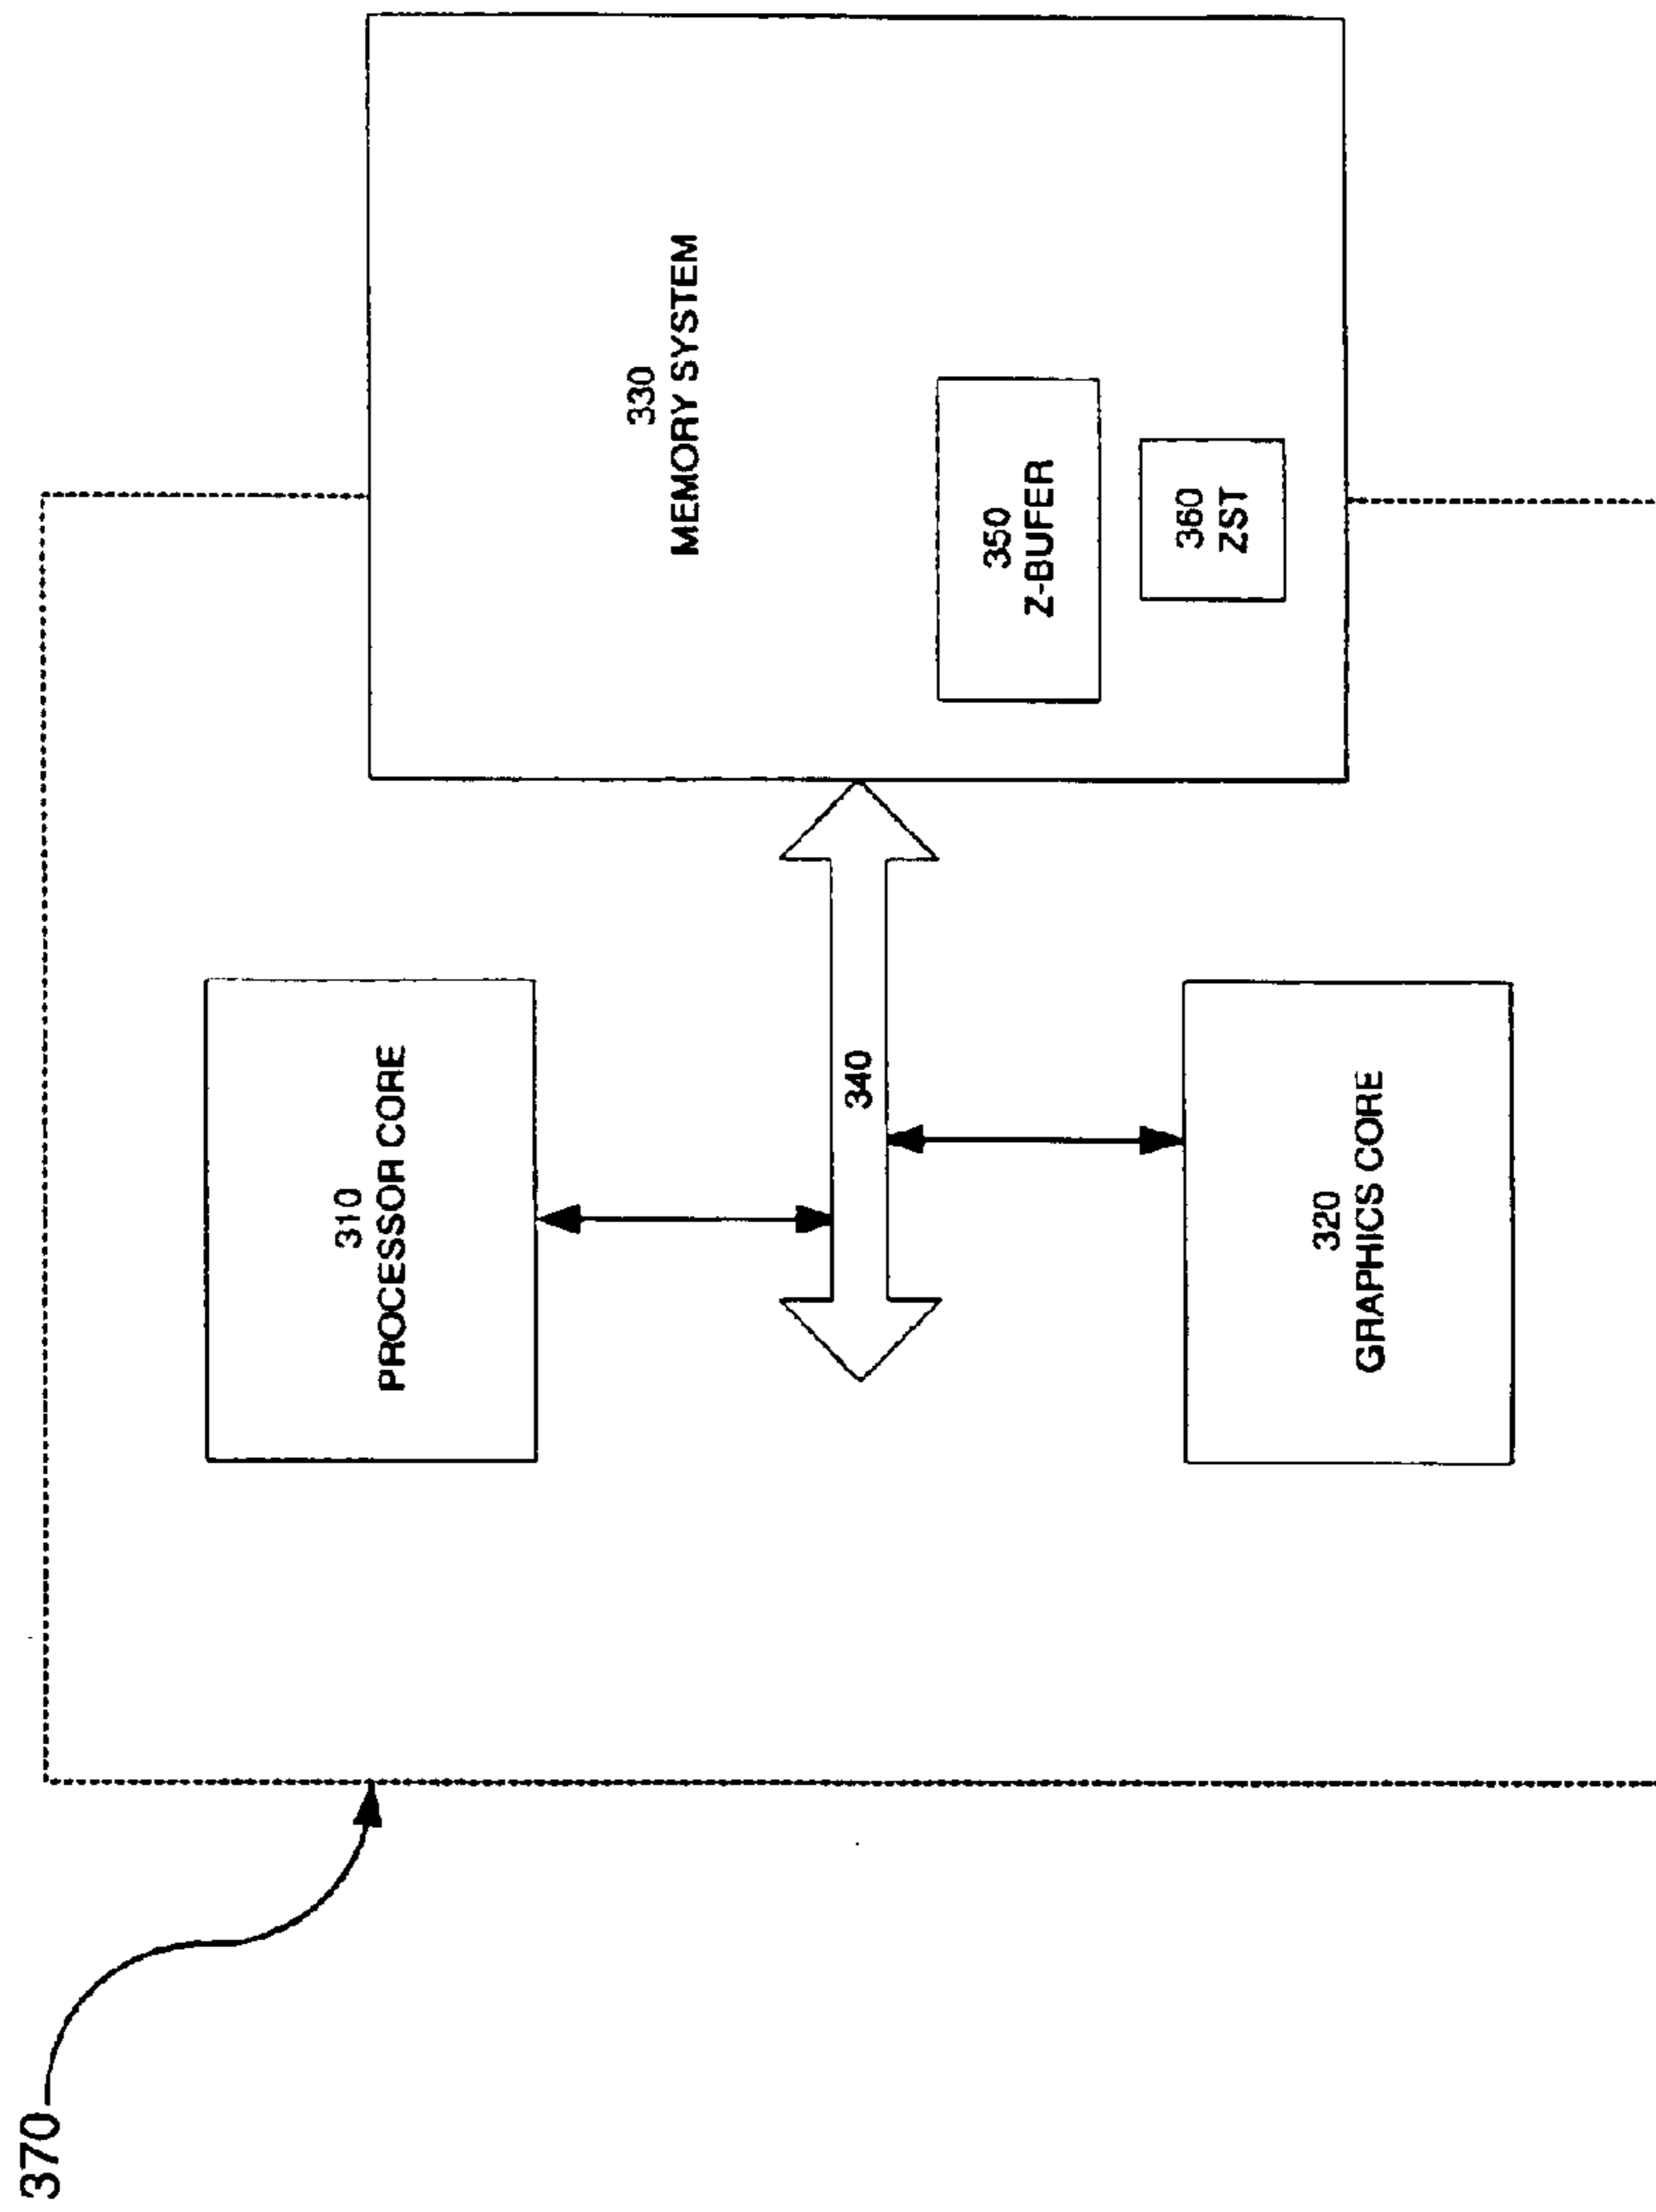 370
310
PROCESSOR CORE
330
MEMORY SYSTEM
340
350
Z-BUFER
360
ZST
320
GRAPHICS CORE